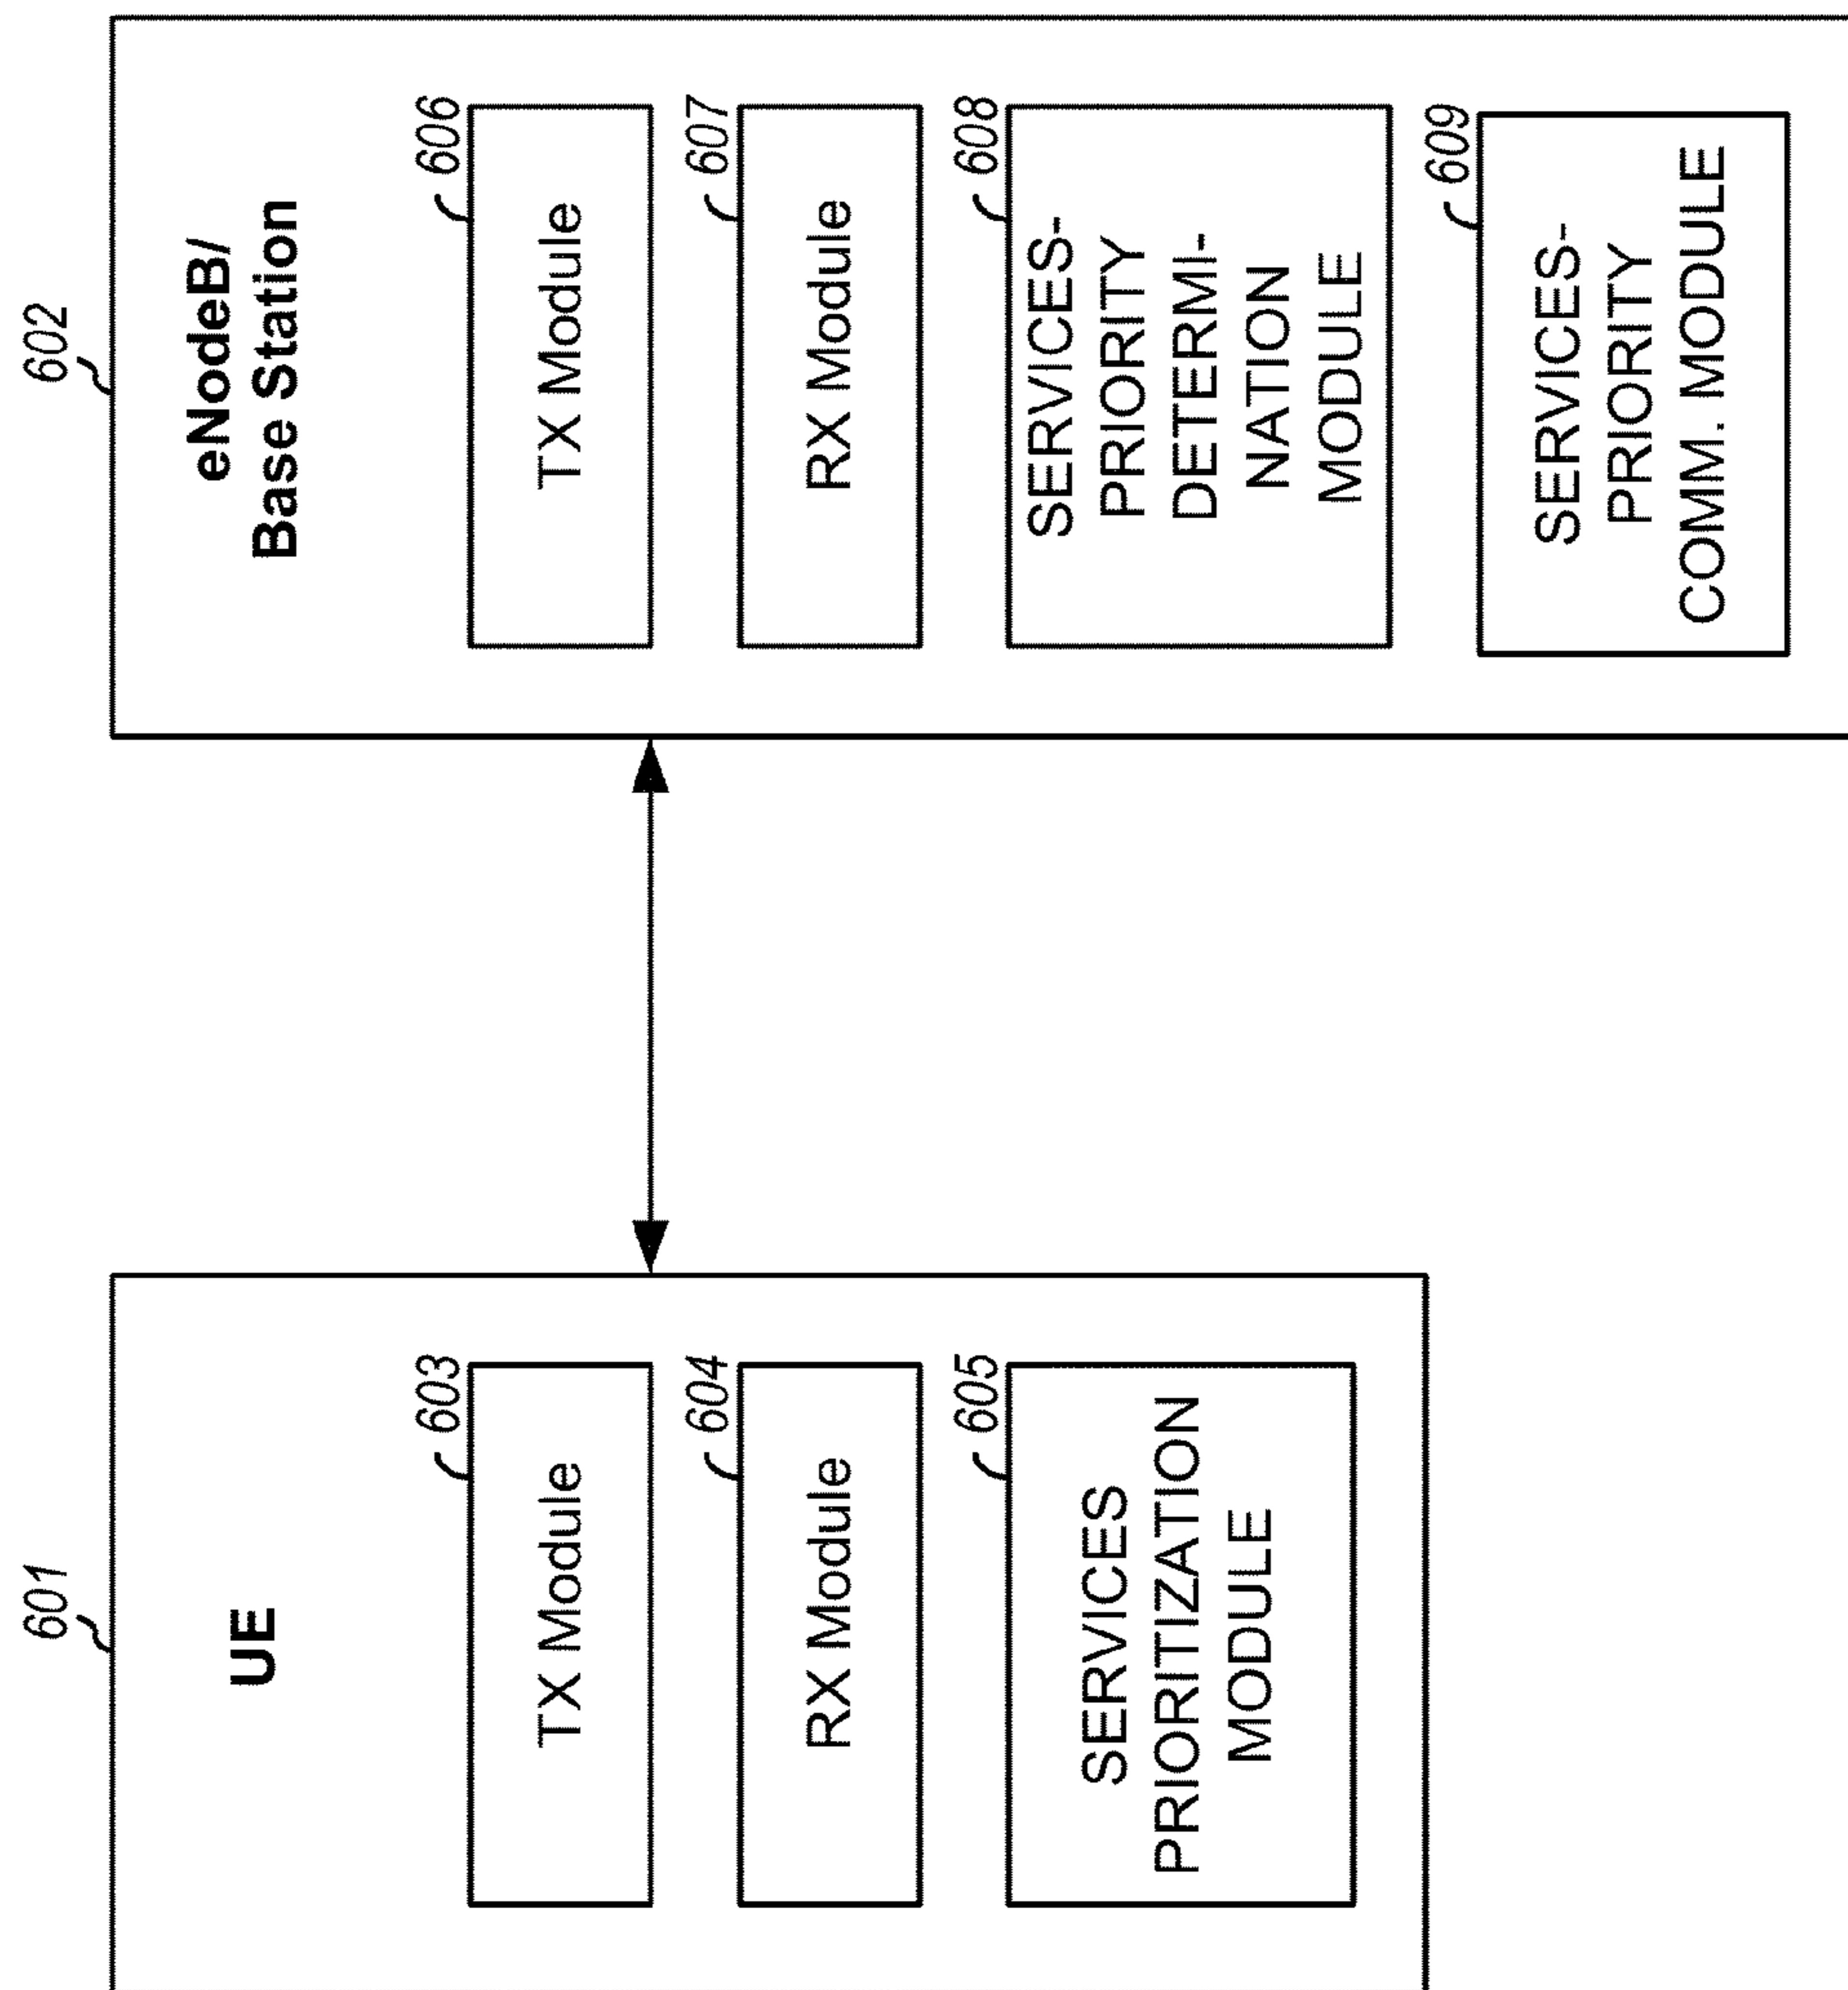 601
UE
603
TX Module
604
RX Module
605
SERVICES
PRIORITIZATION
MODULE
602
eNodeB/
Base Station
606
TX Module
607
RX Module
608
SERVICES-
PRIORITY
DETERMI-
NATION
MODULE
609
SERVICES-
PRIORITY
COMM. MODULE